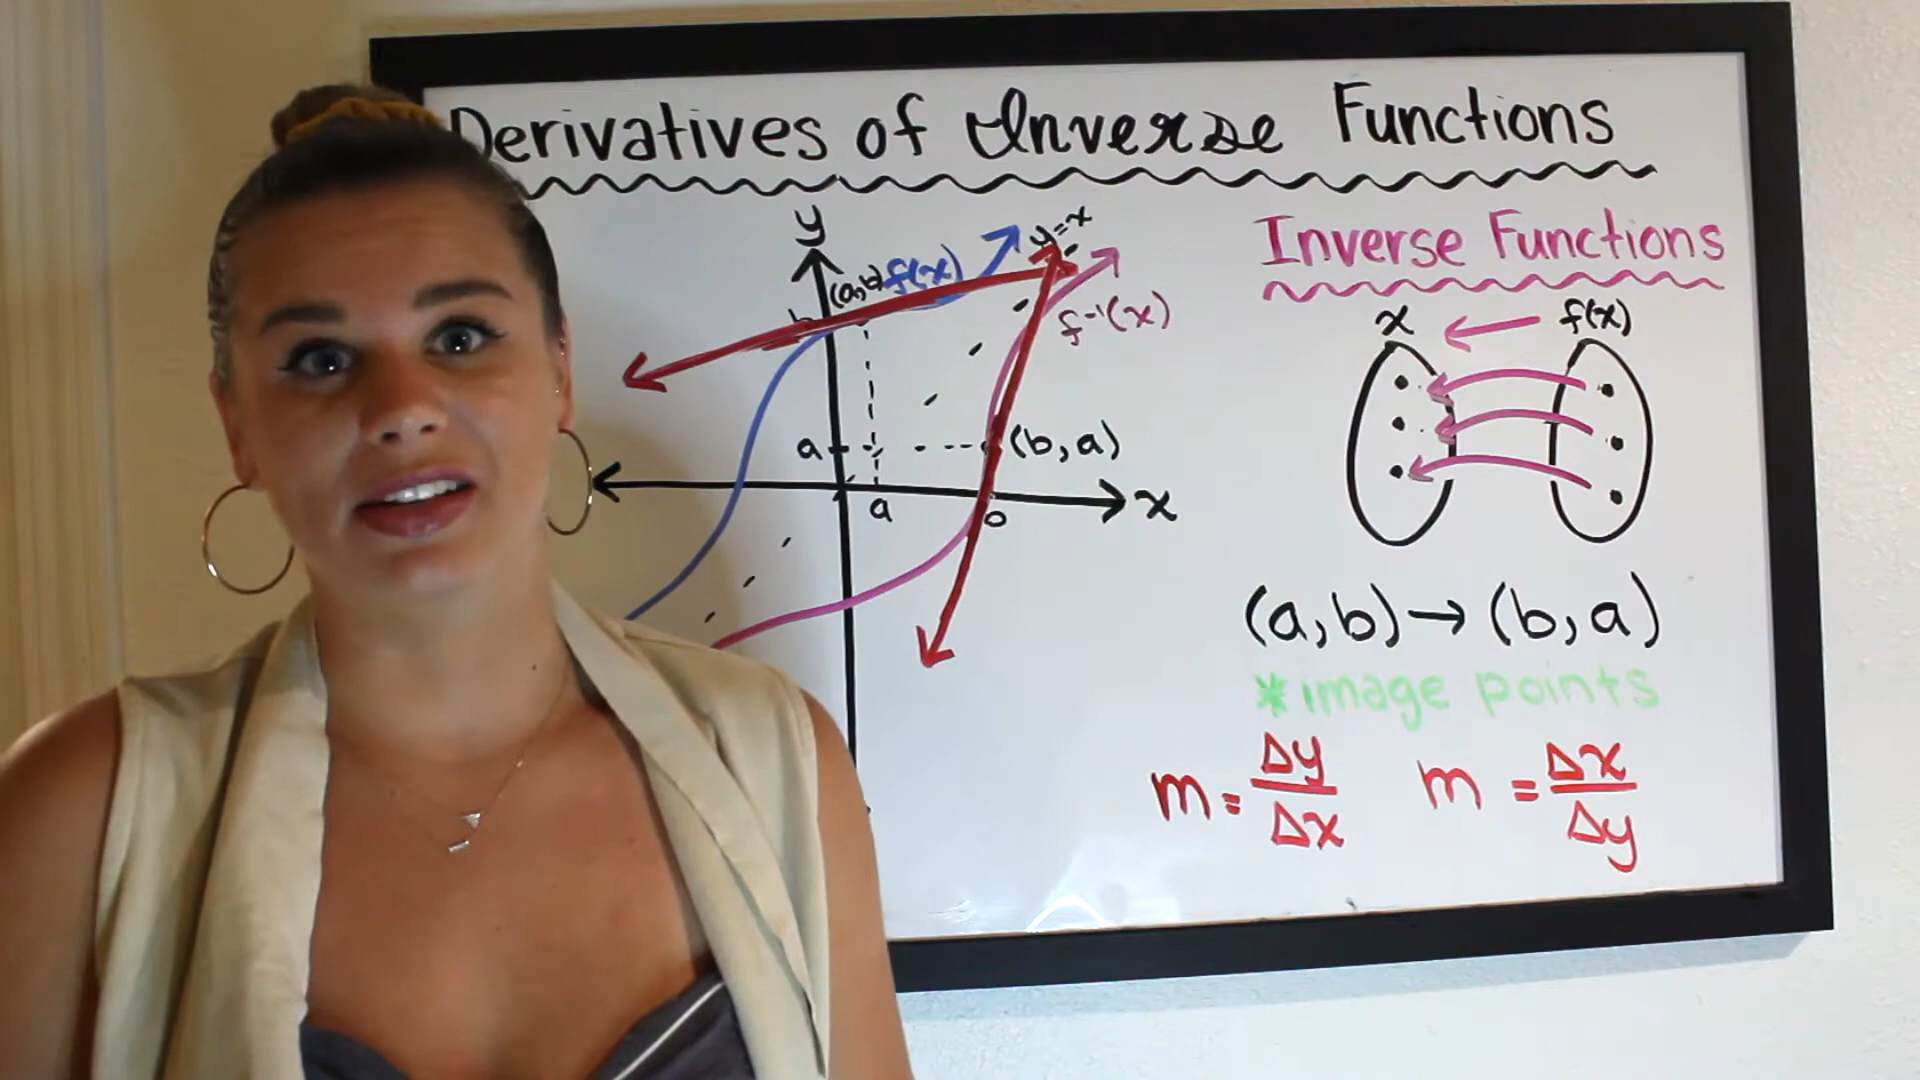 Derivatives of Inverse Functions
y
y=x
(a,b) f(x)
b
f⁻¹(x)
a (b,a)
a b x
Inverse Functions
x f(x)
(a,b)→(b,a)
*image points
m = Δy/Δx m = Δx/Δy